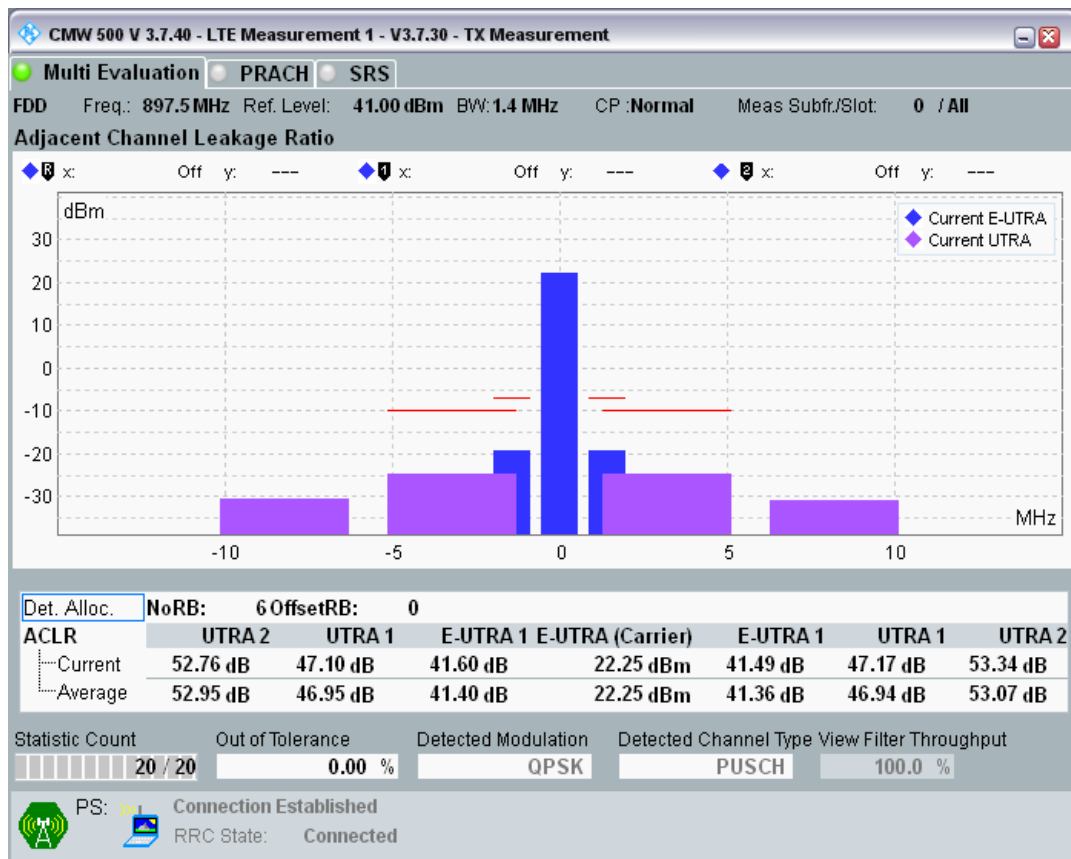 CMW 500 V 3.7.40 - LTE Measurement 1 - V3.7.30 - TX Measurement
Multi Evaluation PRACH SRS
FDD Freq.: 897.5 MHz Ref. Level: 41.00 dBm BW: 1.4 MHz CP :Normal Meas Subfr./Slot: 0 / All
Adjacent Channel Leakage Ratio
R x: Off y: --- 1 x: Off y: --- 2 x: Off y: ---
dBm
Current E-UTRA
Current UTRA
30
20
10
0
-10
-20
-30
MHz
-10 -5 0 5 10
Det. Alloc. NoRB: 6 OffsetRB: 0
ACLR UTRA 2 UTRA 1 E-UTRA 1 E-UTRA (Carrier) E-UTRA 1 UTRA 1 UTRA 2
Current 52.76 dB 47.10 dB 41.60 dB 22.25 dBm 41.49 dB 47.17 dB 53.34 dB
Average 52.95 dB 46.95 dB 41.40 dB 22.25 dBm 41.36 dB 46.94 dB 53.07 dB
Statistic Count Out of Tolerance Detected Modulation Detected Channel Type View Filter Throughput
20 / 20 0.00 % QPSK PUSCH 100.0 %
PS: Connection Established
RRC State: Connected